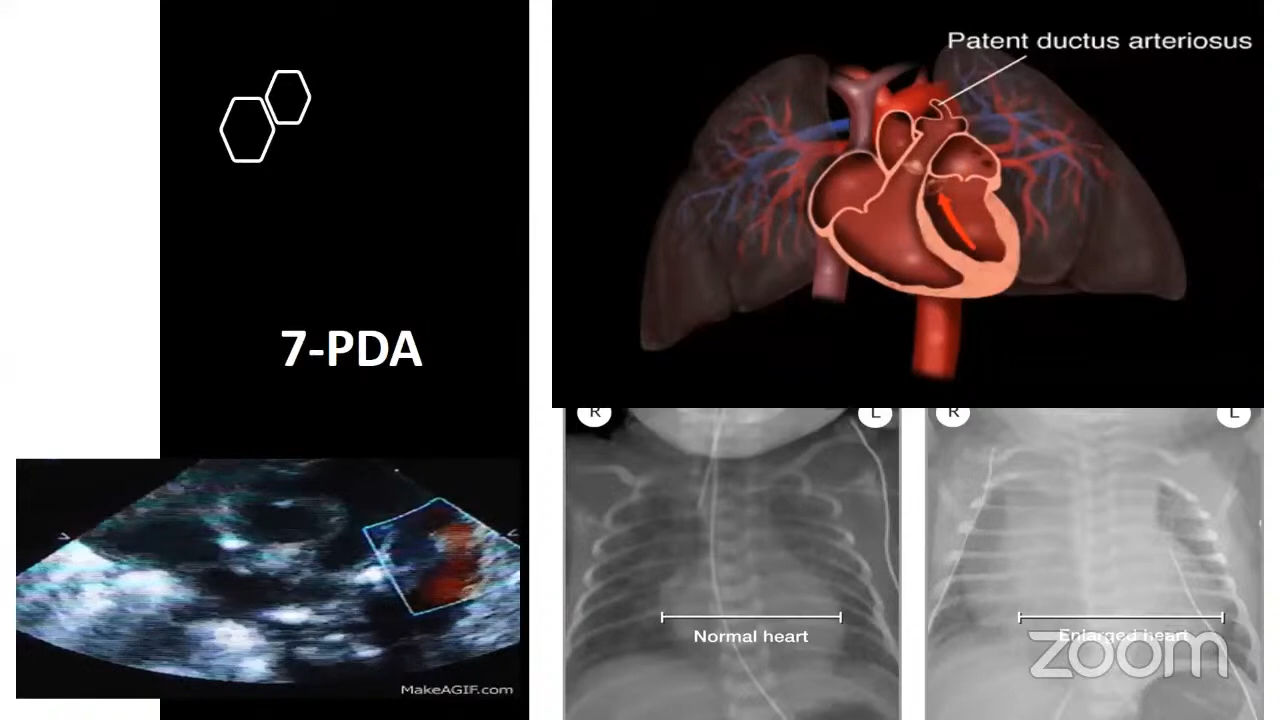 Patent ductus arteriosus
7-PDA
R
L
R
L
Normal heart
Enlarged heart
zoom
MakeAGIF.com